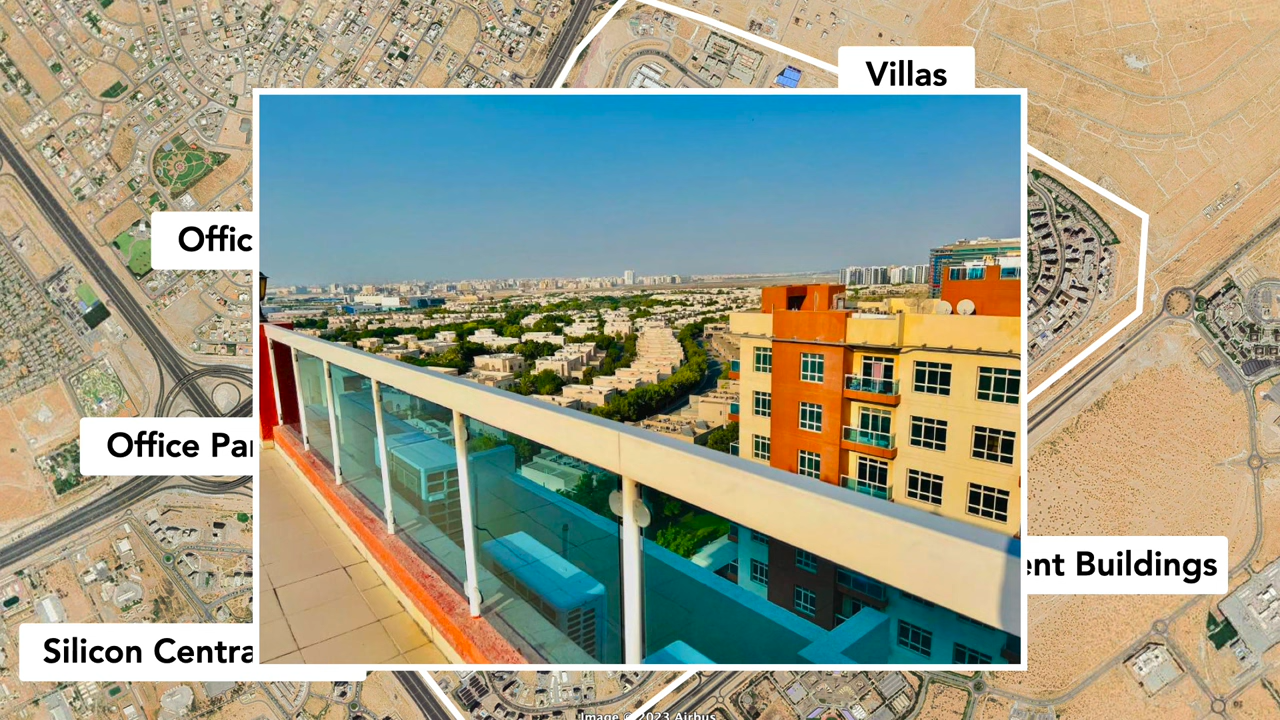 Villas
Offic
Office Par
ent Buildings
Silicon Centra
Image © 2023 Airbus